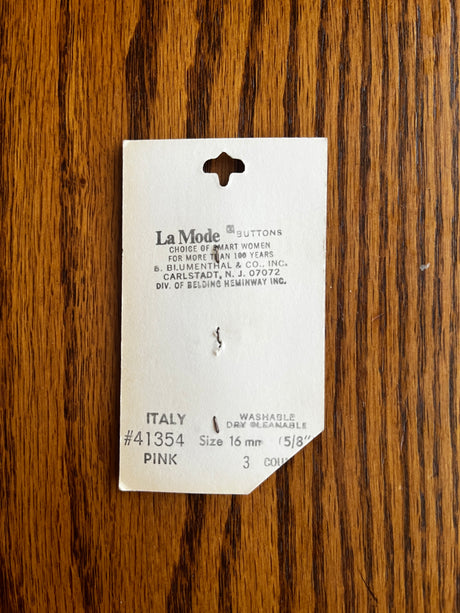 La Mode ® BUTTONS
CHOICE OF SMART WOMEN
FOR MORE THAN 100 YEARS
B. BLUMENTHAL & CO., INC.
CARLSTADT, N. J. 07072
DIV. OF BELDING HEMINWAY INC.
WASHABLE
ITALY DRY CLEANABLE
#41354 Size 16 mm (5/8"
PINK 3